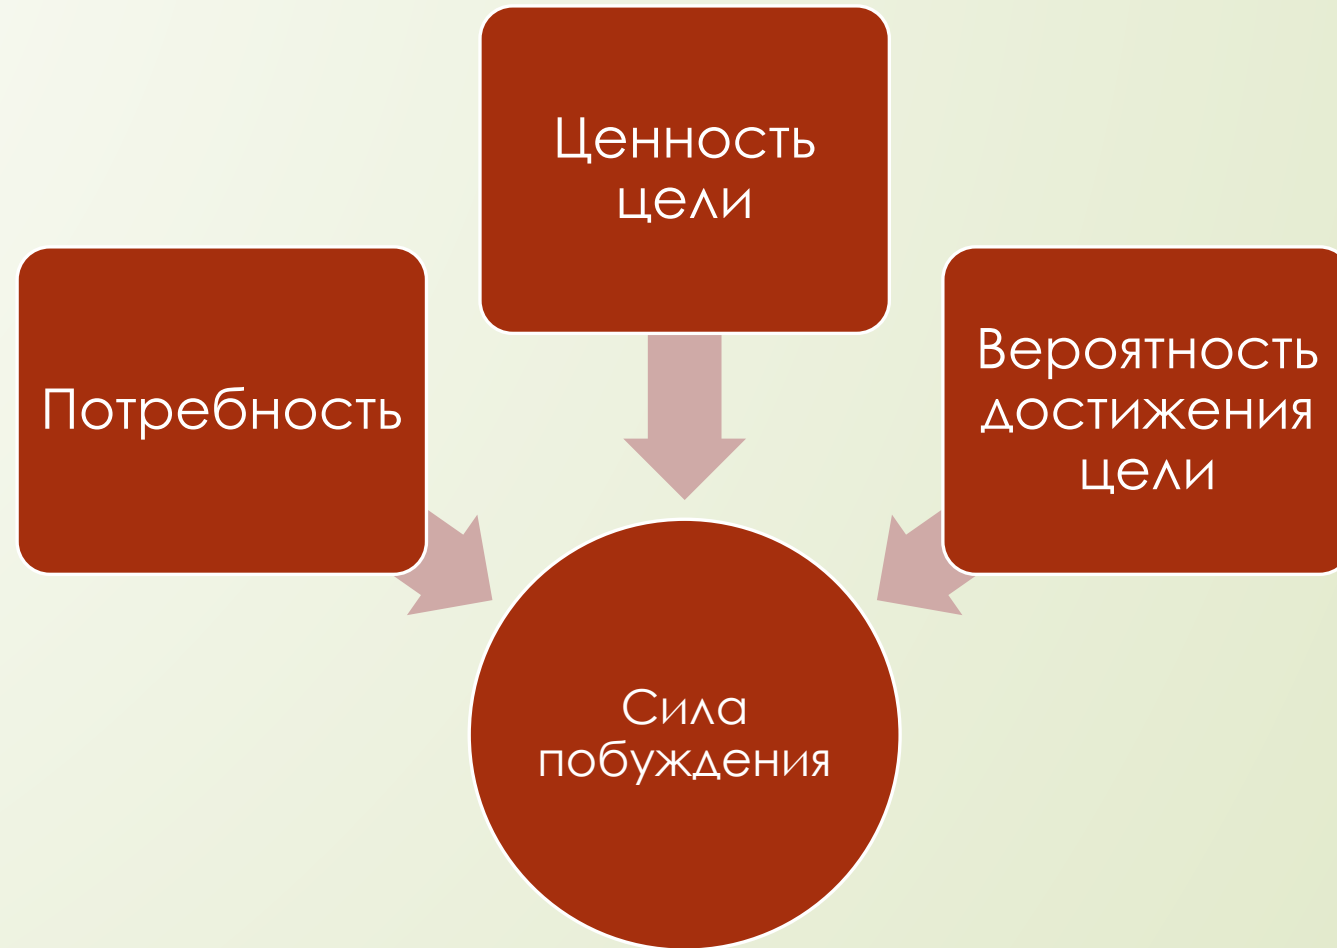 Ценность
цели
Потребность
Вероятность
достижения
цели
Сила
побуждения